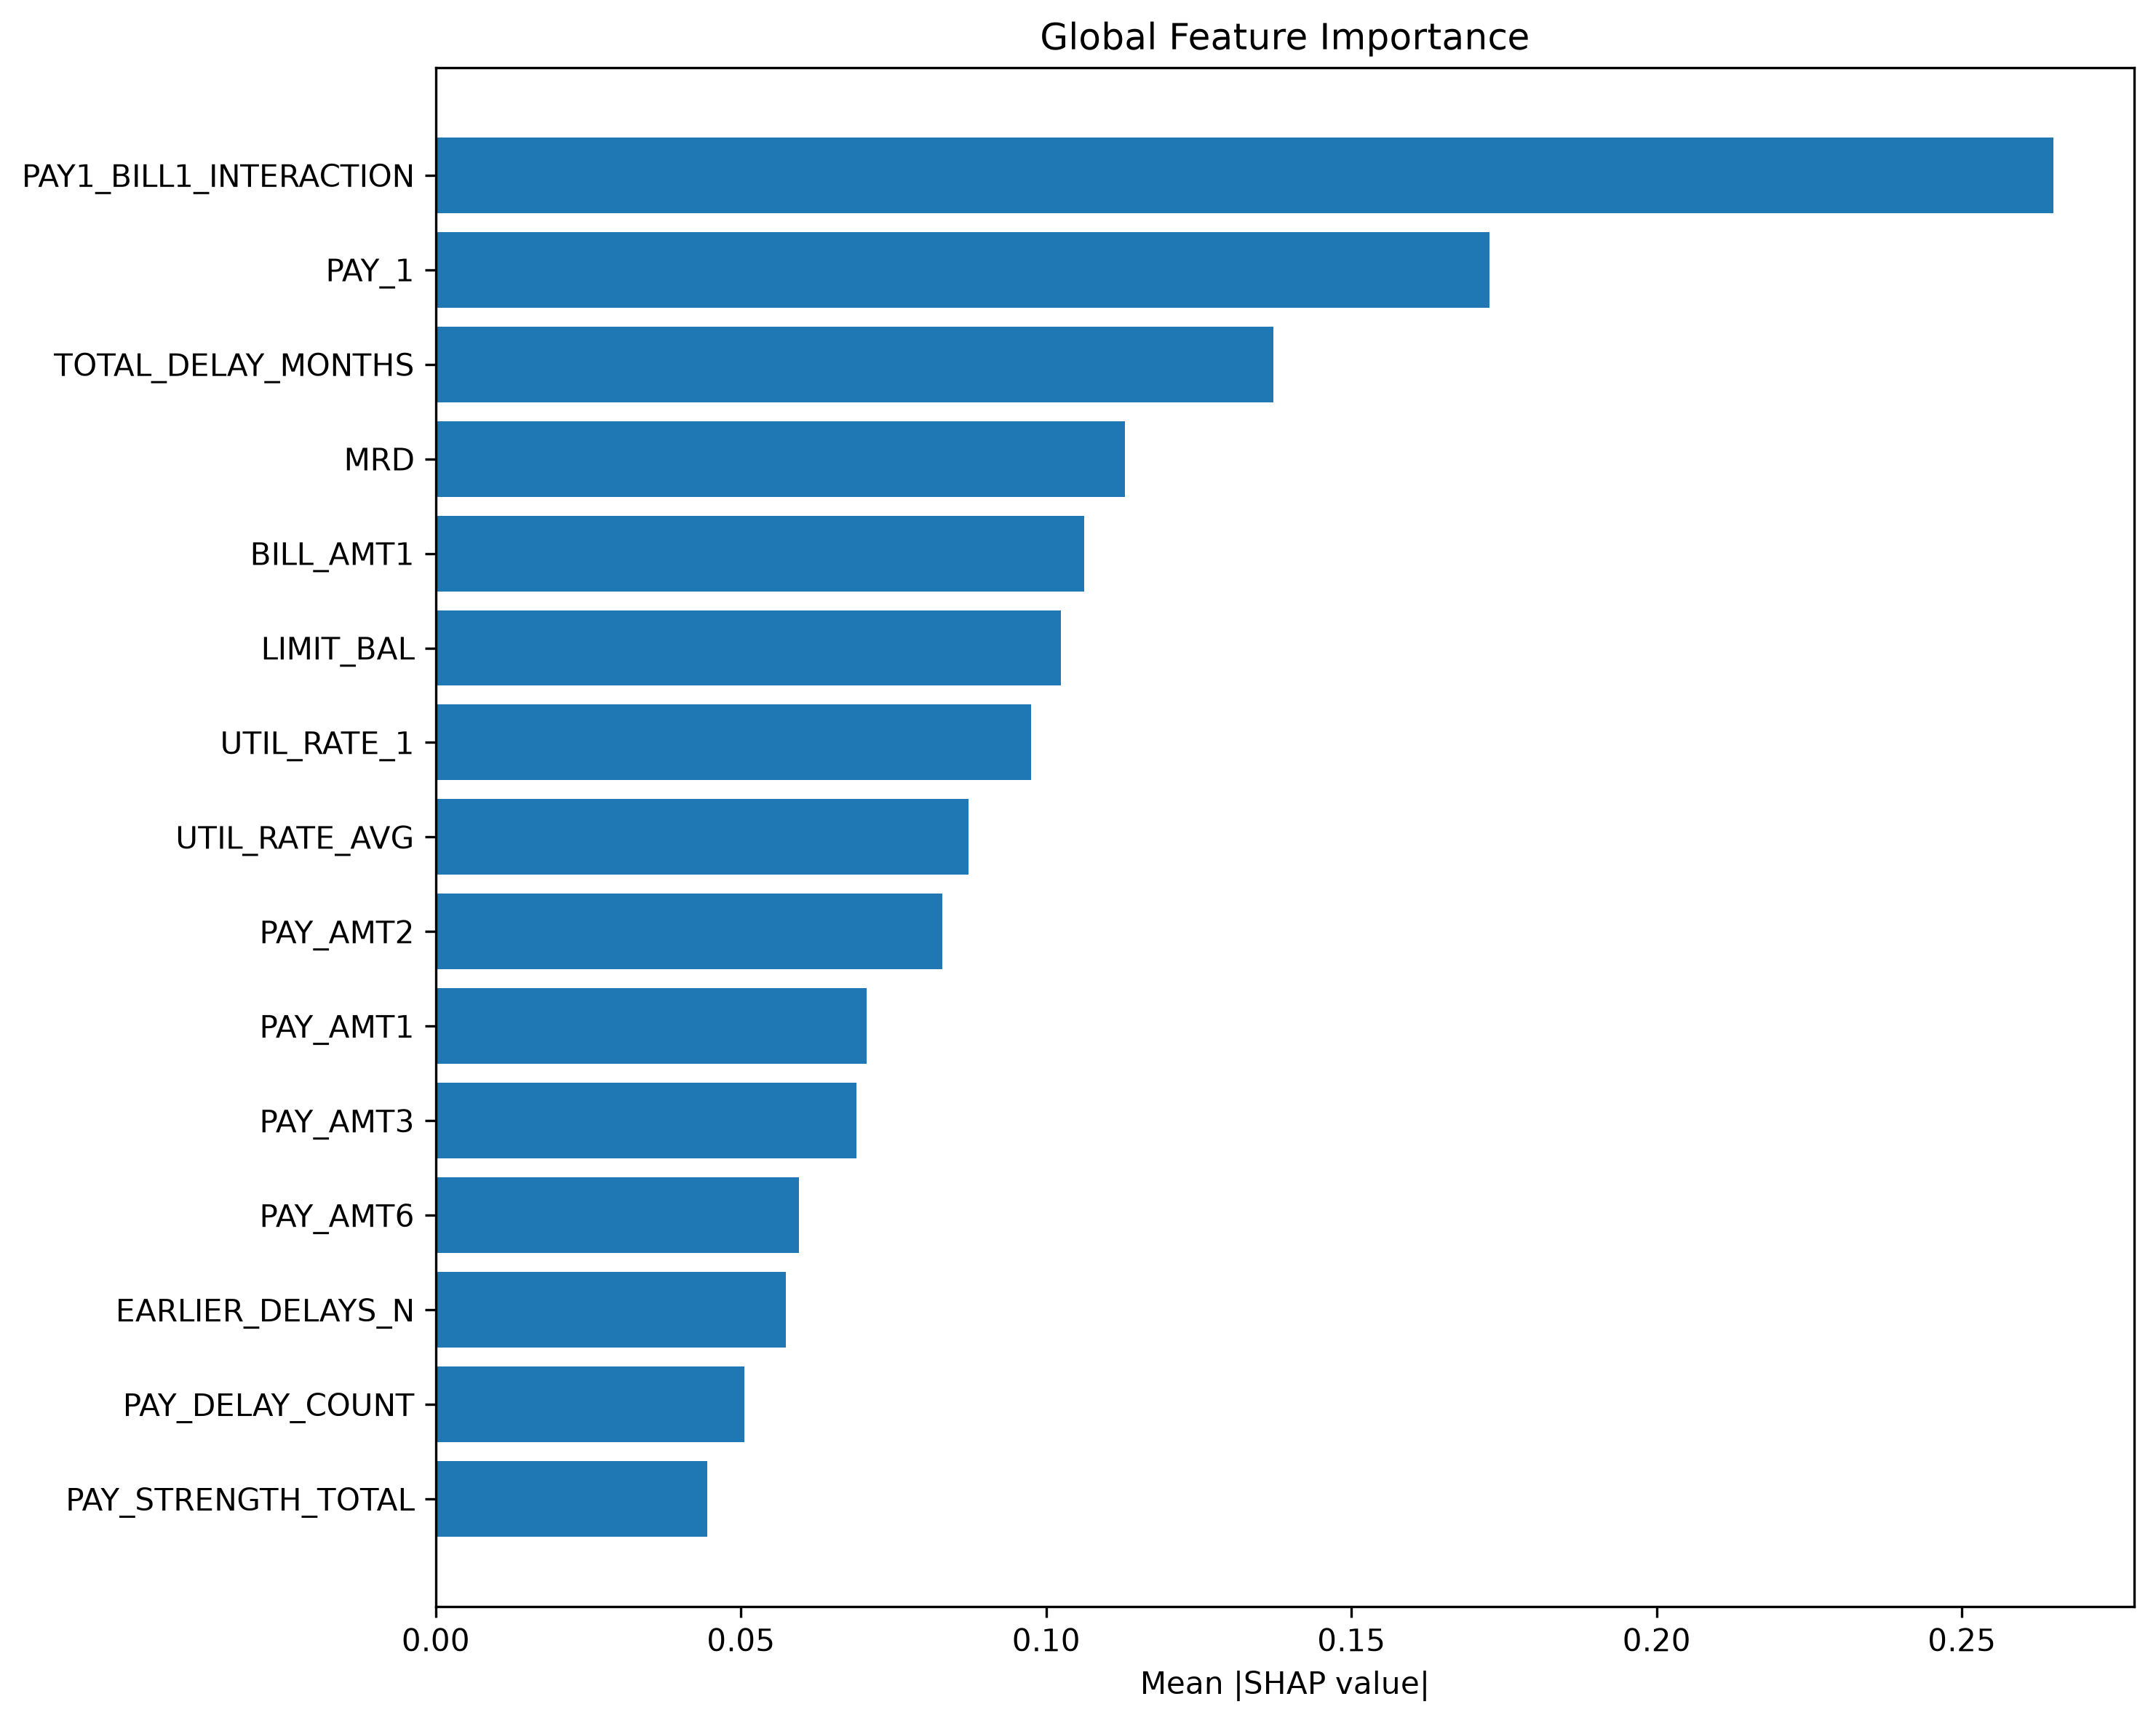 Global Feature Importance
PAY1_BILL1_INTERACTION
PAY_1
TOTAL_DELAY_MONTHS
MRD
BILL_AMT1
LIMIT_BAL
UTIL_RATE_1
UTIL_RATE_AVG
PAY_AMT2
PAY_AMT1
PAY_AMT3
PAY_AMT6
EARLIER_DELAYS_N
PAY_DELAY_COUNT
PAY_STRENGTH_TOTAL
0.00 0.05 0.10 0.15 0.20 0.25
Mean |SHAP value|